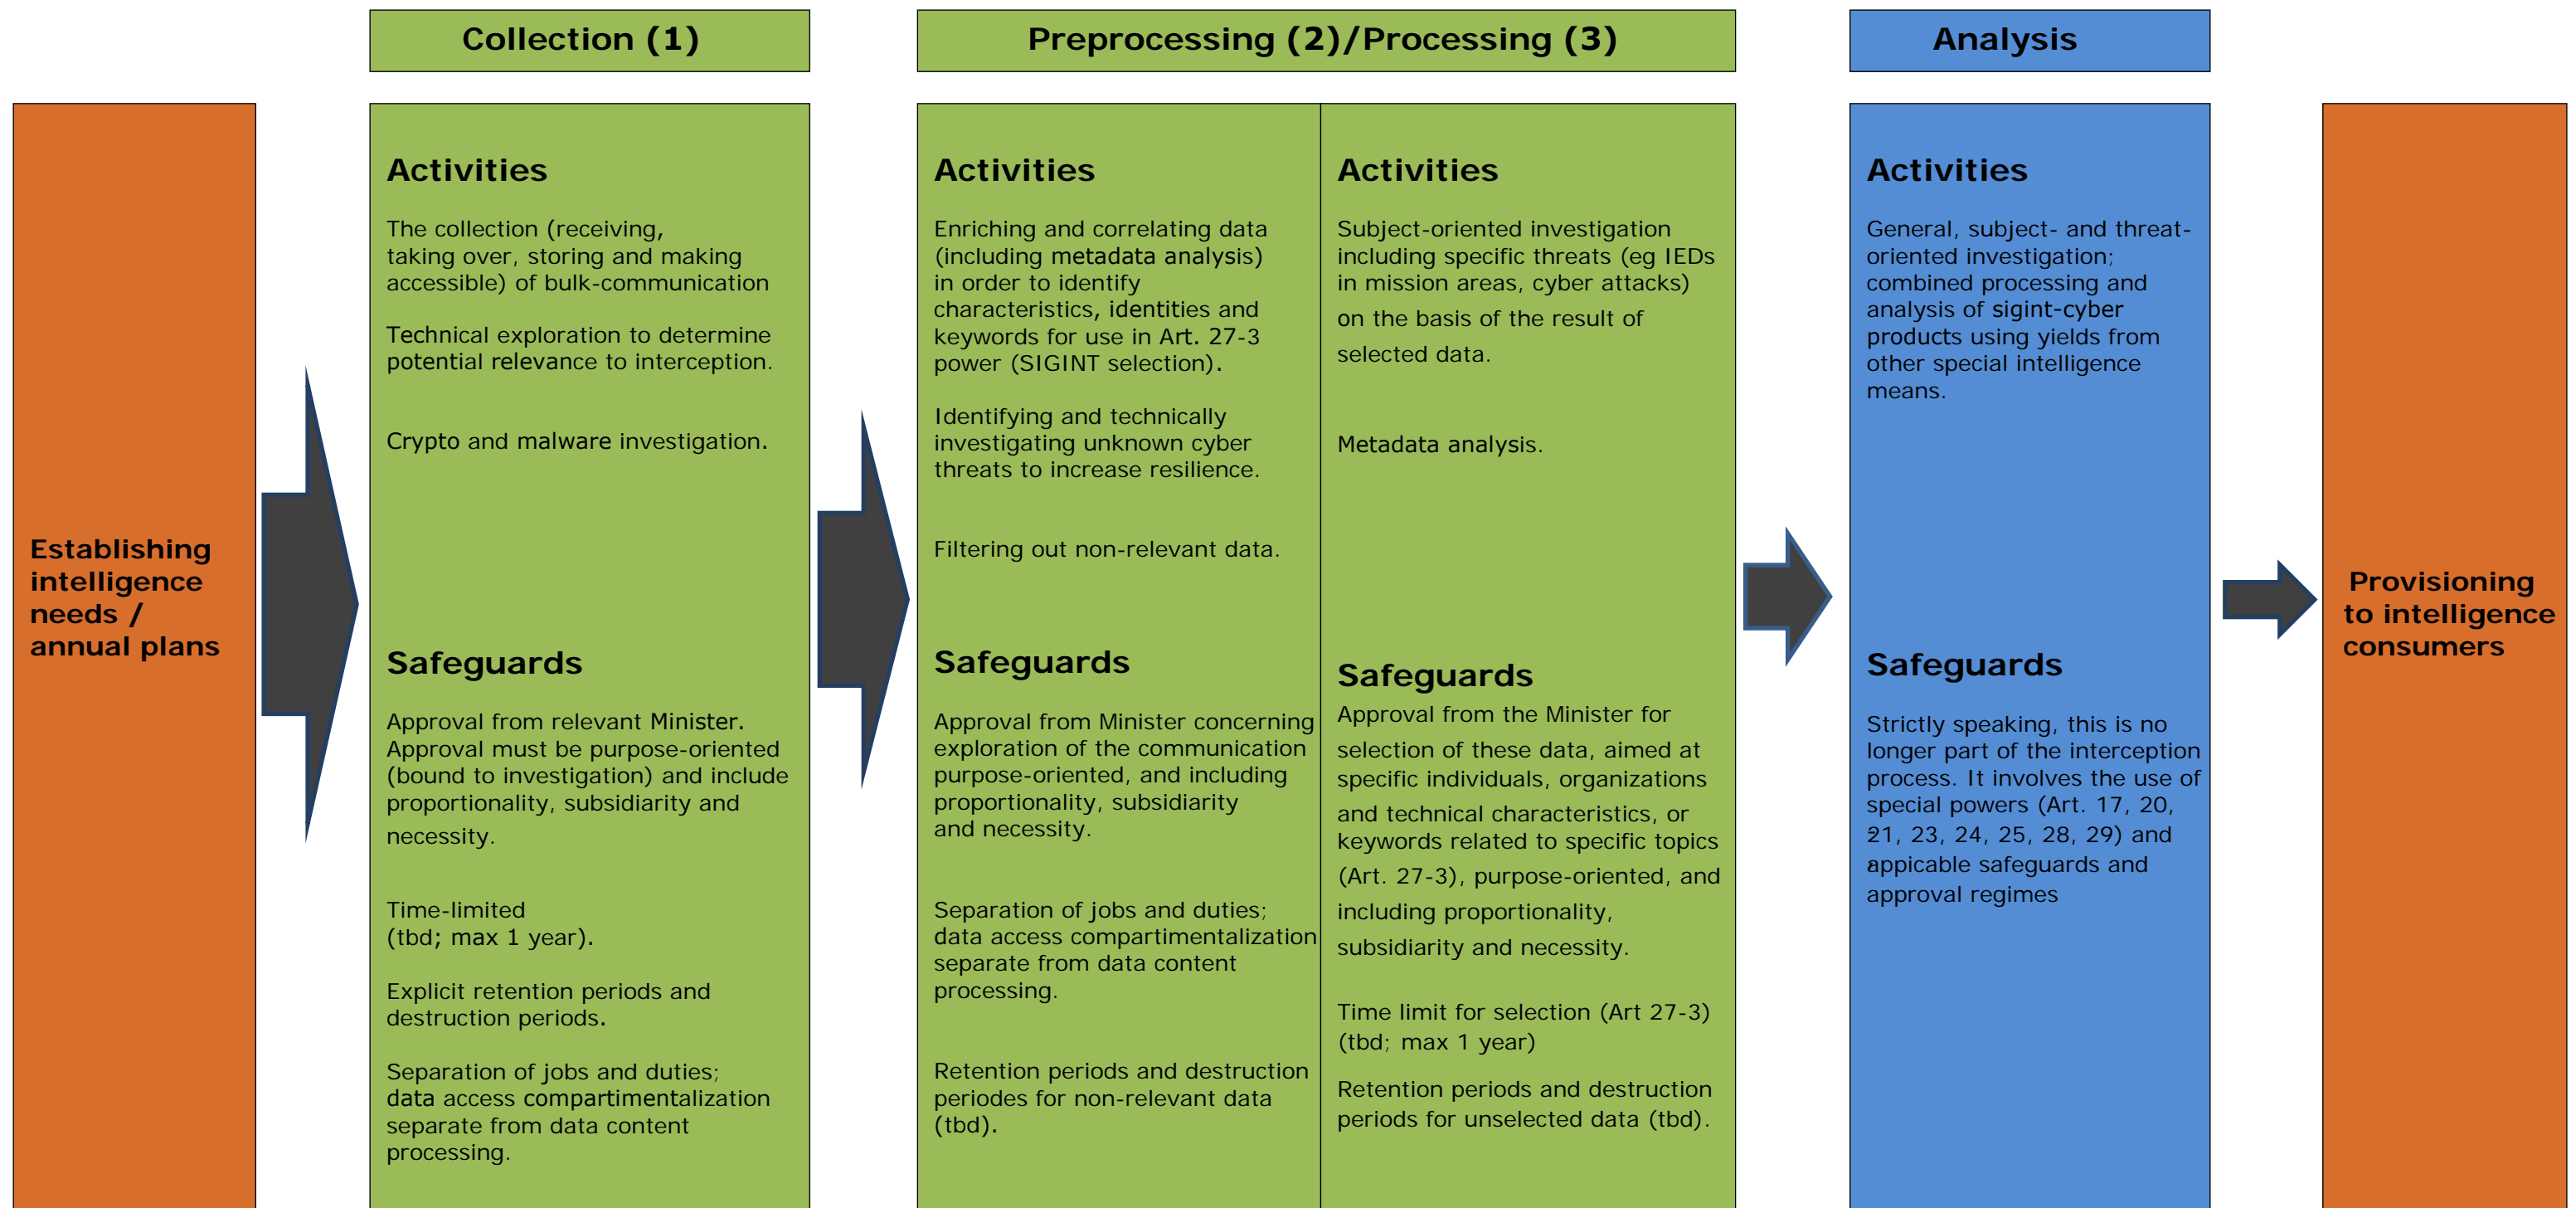 Collection (1)
Preprocessing (2)/Processing (3)
Analysis
Establishing
intelligence
needs /
annual plans
Activities
The collection (receiving,
taking over, storing and making
accessible) of bulk-communication
Technical exploration to determine
potential relevance to interception.
Crypto and malware investigation.
Safeguards
Approval from relevant Minister.
Approval must be purpose-oriented
(bound to investigation) and include
proportionality, subsidiarity and
necessity.
Time-limited
(tbd; max 1 year).
Explicit retention periods and
destruction periods.
Separation of jobs and duties;
data access compartimentalization
separate from data content
processing.
Activities
Enriching and correlating data
(including metadata analysis)
in order to identify
characteristics, identities and
keywords for use in Art. 27-3
power (SIGINT selection).
Identifying and technically
investigating unknown cyber
threats to increase resilience.
Filtering out non-relevant data.
Safeguards
Approval from Minister concerning
exploration of the communication
purpose-oriented, and including
proportionality, subsidiarity
and necessity.
Separation of jobs and duties;
data access compartimentalization
separate from data content
processing.
Retention periods and destruction
periodes for non-relevant data
(tbd).
Activities
Subject-oriented investigation
including specific threats (eg IEDs
in mission areas, cyber attacks)
on the basis of the result of
selected data.
Metadata analysis.
Safeguards
Approval from the Minister for
selection of these data, aimed at
specific individuals, organizations
and technical characteristics, or
keywords related to specific topics
(Art. 27-3), purpose-oriented, and
including proportionality,
subsidiarity and necessity.
Time limit for selection (Art 27-3)
(tbd; max 1 year)
Retention periods and destruction
periods for unselected data (tbd).
Activities
General, subject- and threat-
oriented investigation;
combined processing and
analysis of sigint-cyber
products using yields from
other special intelligence
means.
Safeguards
Strictly speaking, this is no
longer part of the interception
process. It involves the use of
special powers (Art. 17, 20,
21, 23, 24, 25, 28, 29) and
appicable safeguards and
approval regimes
Provisioning
to intelligence
consumers